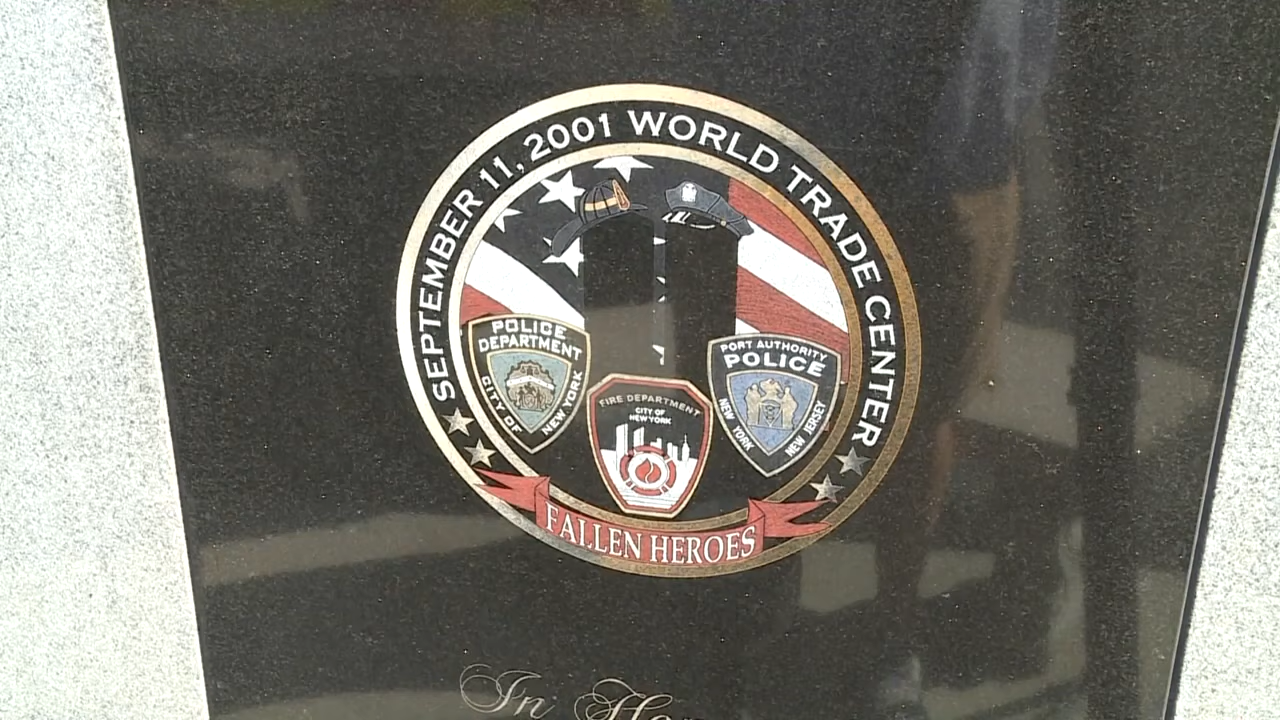 SEPTEMBER 11, 2001 WORLD TRADE CENTER
POLICE
DEPARTMENT
CITY OF
NEW YORK
FIRE DEPARTMENT
CITY OF
NEW YORK
PORT AUTHORITY
POLICE
NEW YORK
NEW JERSEY
FALLEN HEROES
In